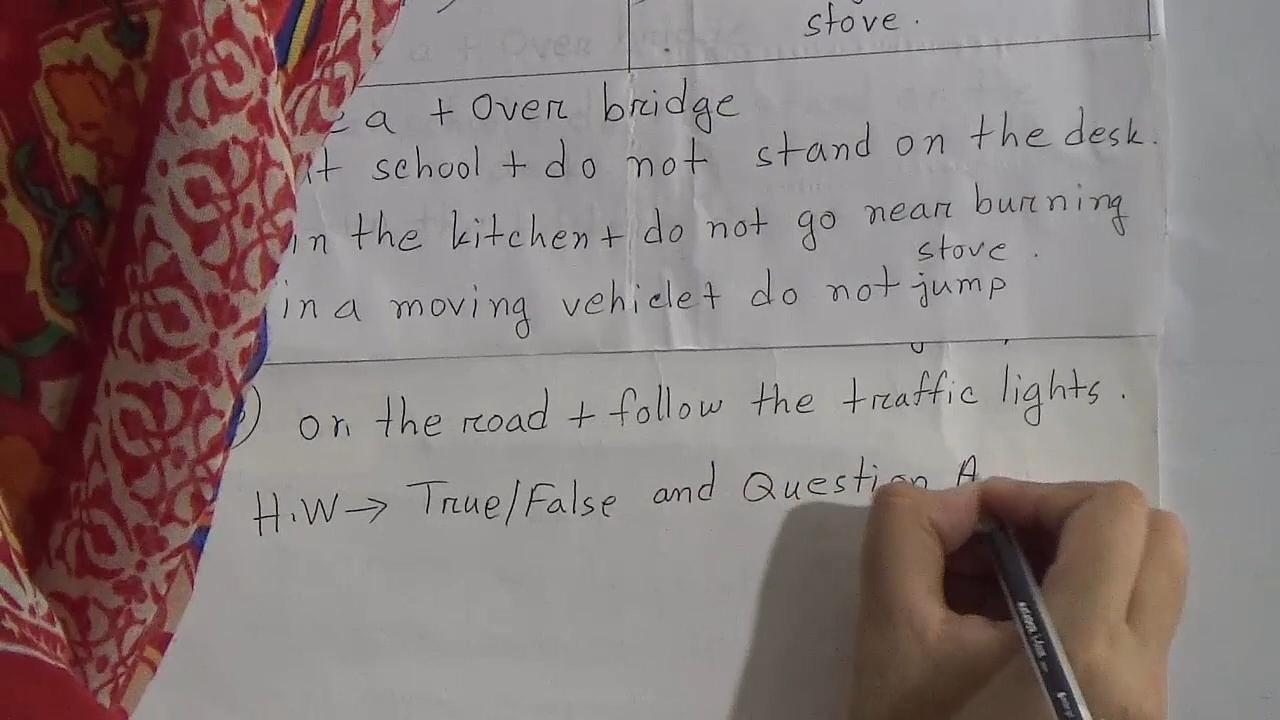 stove.
a + Over bridge
school + do not stand on the desk.
in the kitchen + do not go near burning
stove.
in a moving vehicle + do not jump
on the road + follow the traffic lights.
H.W → True/False and Question A